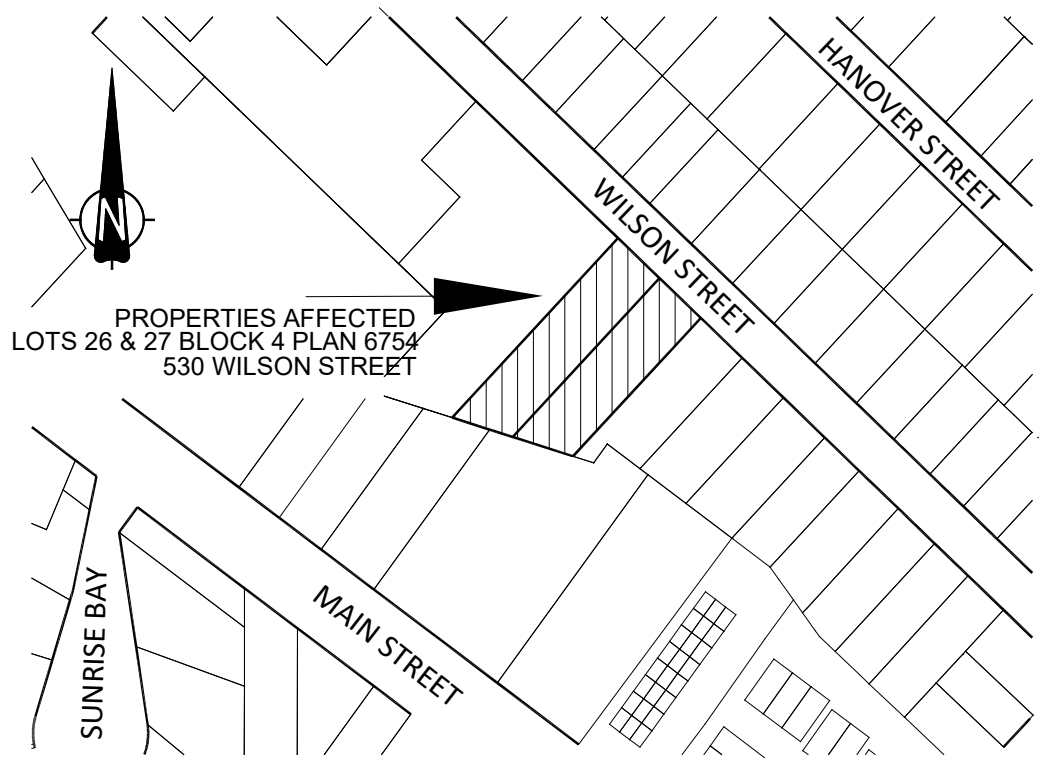 HANOVER STREET
WILSON STREET
N
PROPERTIES AFFECTED
LOTS 26 & 27 BLOCK 4 PLAN 6754
530 WILSON STREET
SUNRISE BAY
MAIN STREET